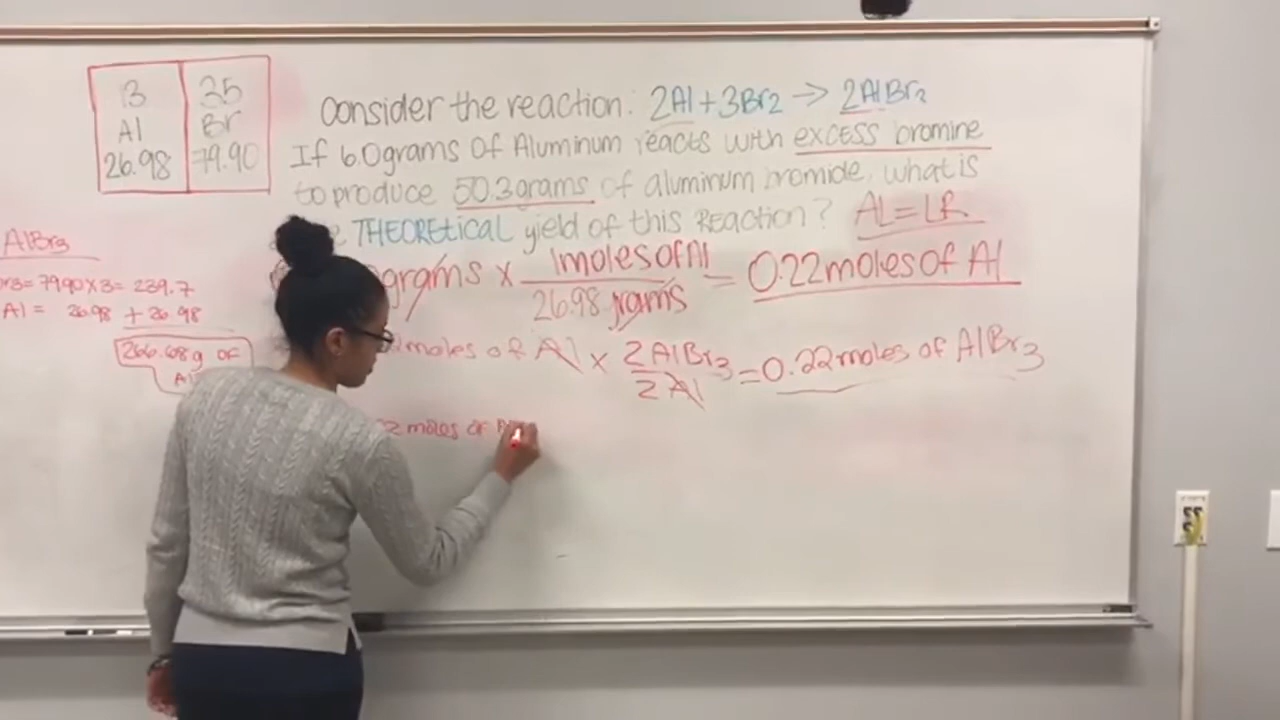 13 35
Al Br
26.98 79.90
Consider the reaction: 2Al + 3Br2 → 2AlBr3
If 6.0 grams of Aluminum reacts with excess bromine
to produce 50.3 grams of aluminum bromide, what is
THEORETICAL yield of this Reaction? AL = LR
grams × 1 moles of Al / 26.98 grams = 0.22 moles of Al
AlBr3
Br3 = 79.90 × 3 = 239.7
Al = 26.98 + 26.98
266.68 g of
moles of Al × 2AlBr3 / 2Al = 0.22 moles of AlBr3
moles of